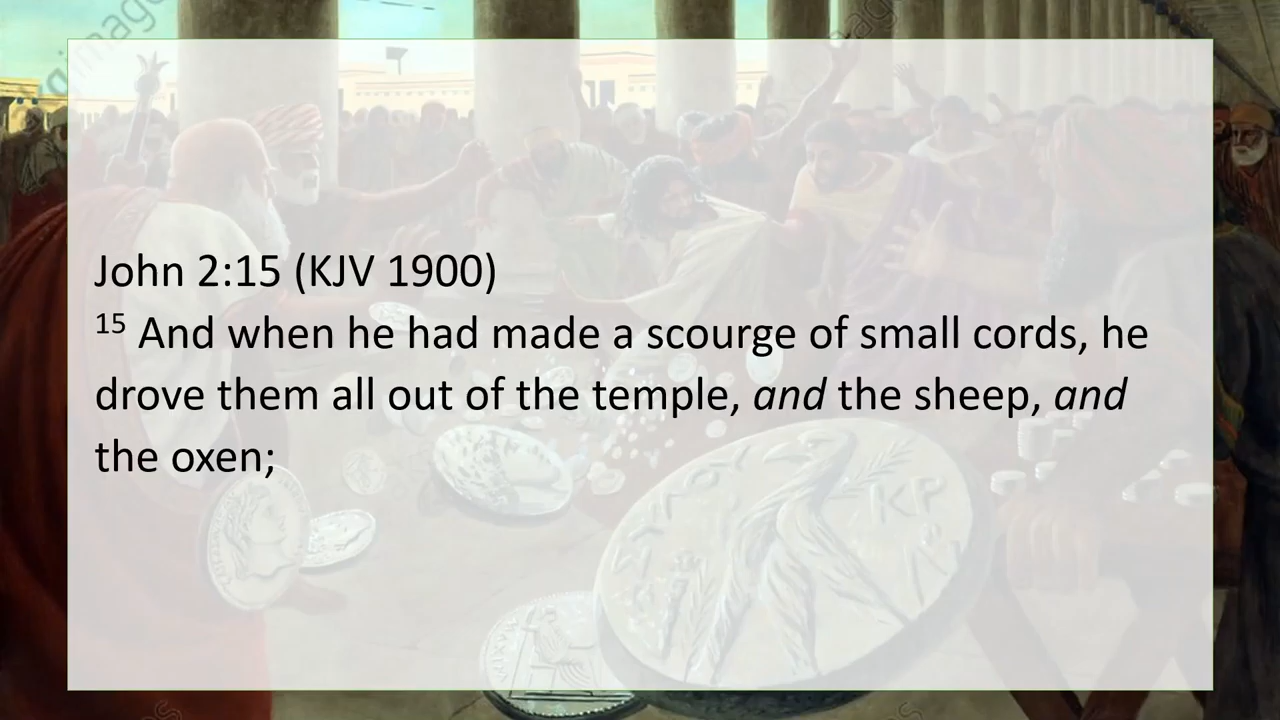 John 2:15 (KJV 1900)
15 And when he had made a scourge of small cords, he
drove them all out of the temple, and the sheep, and
the oxen;
ΚΡ